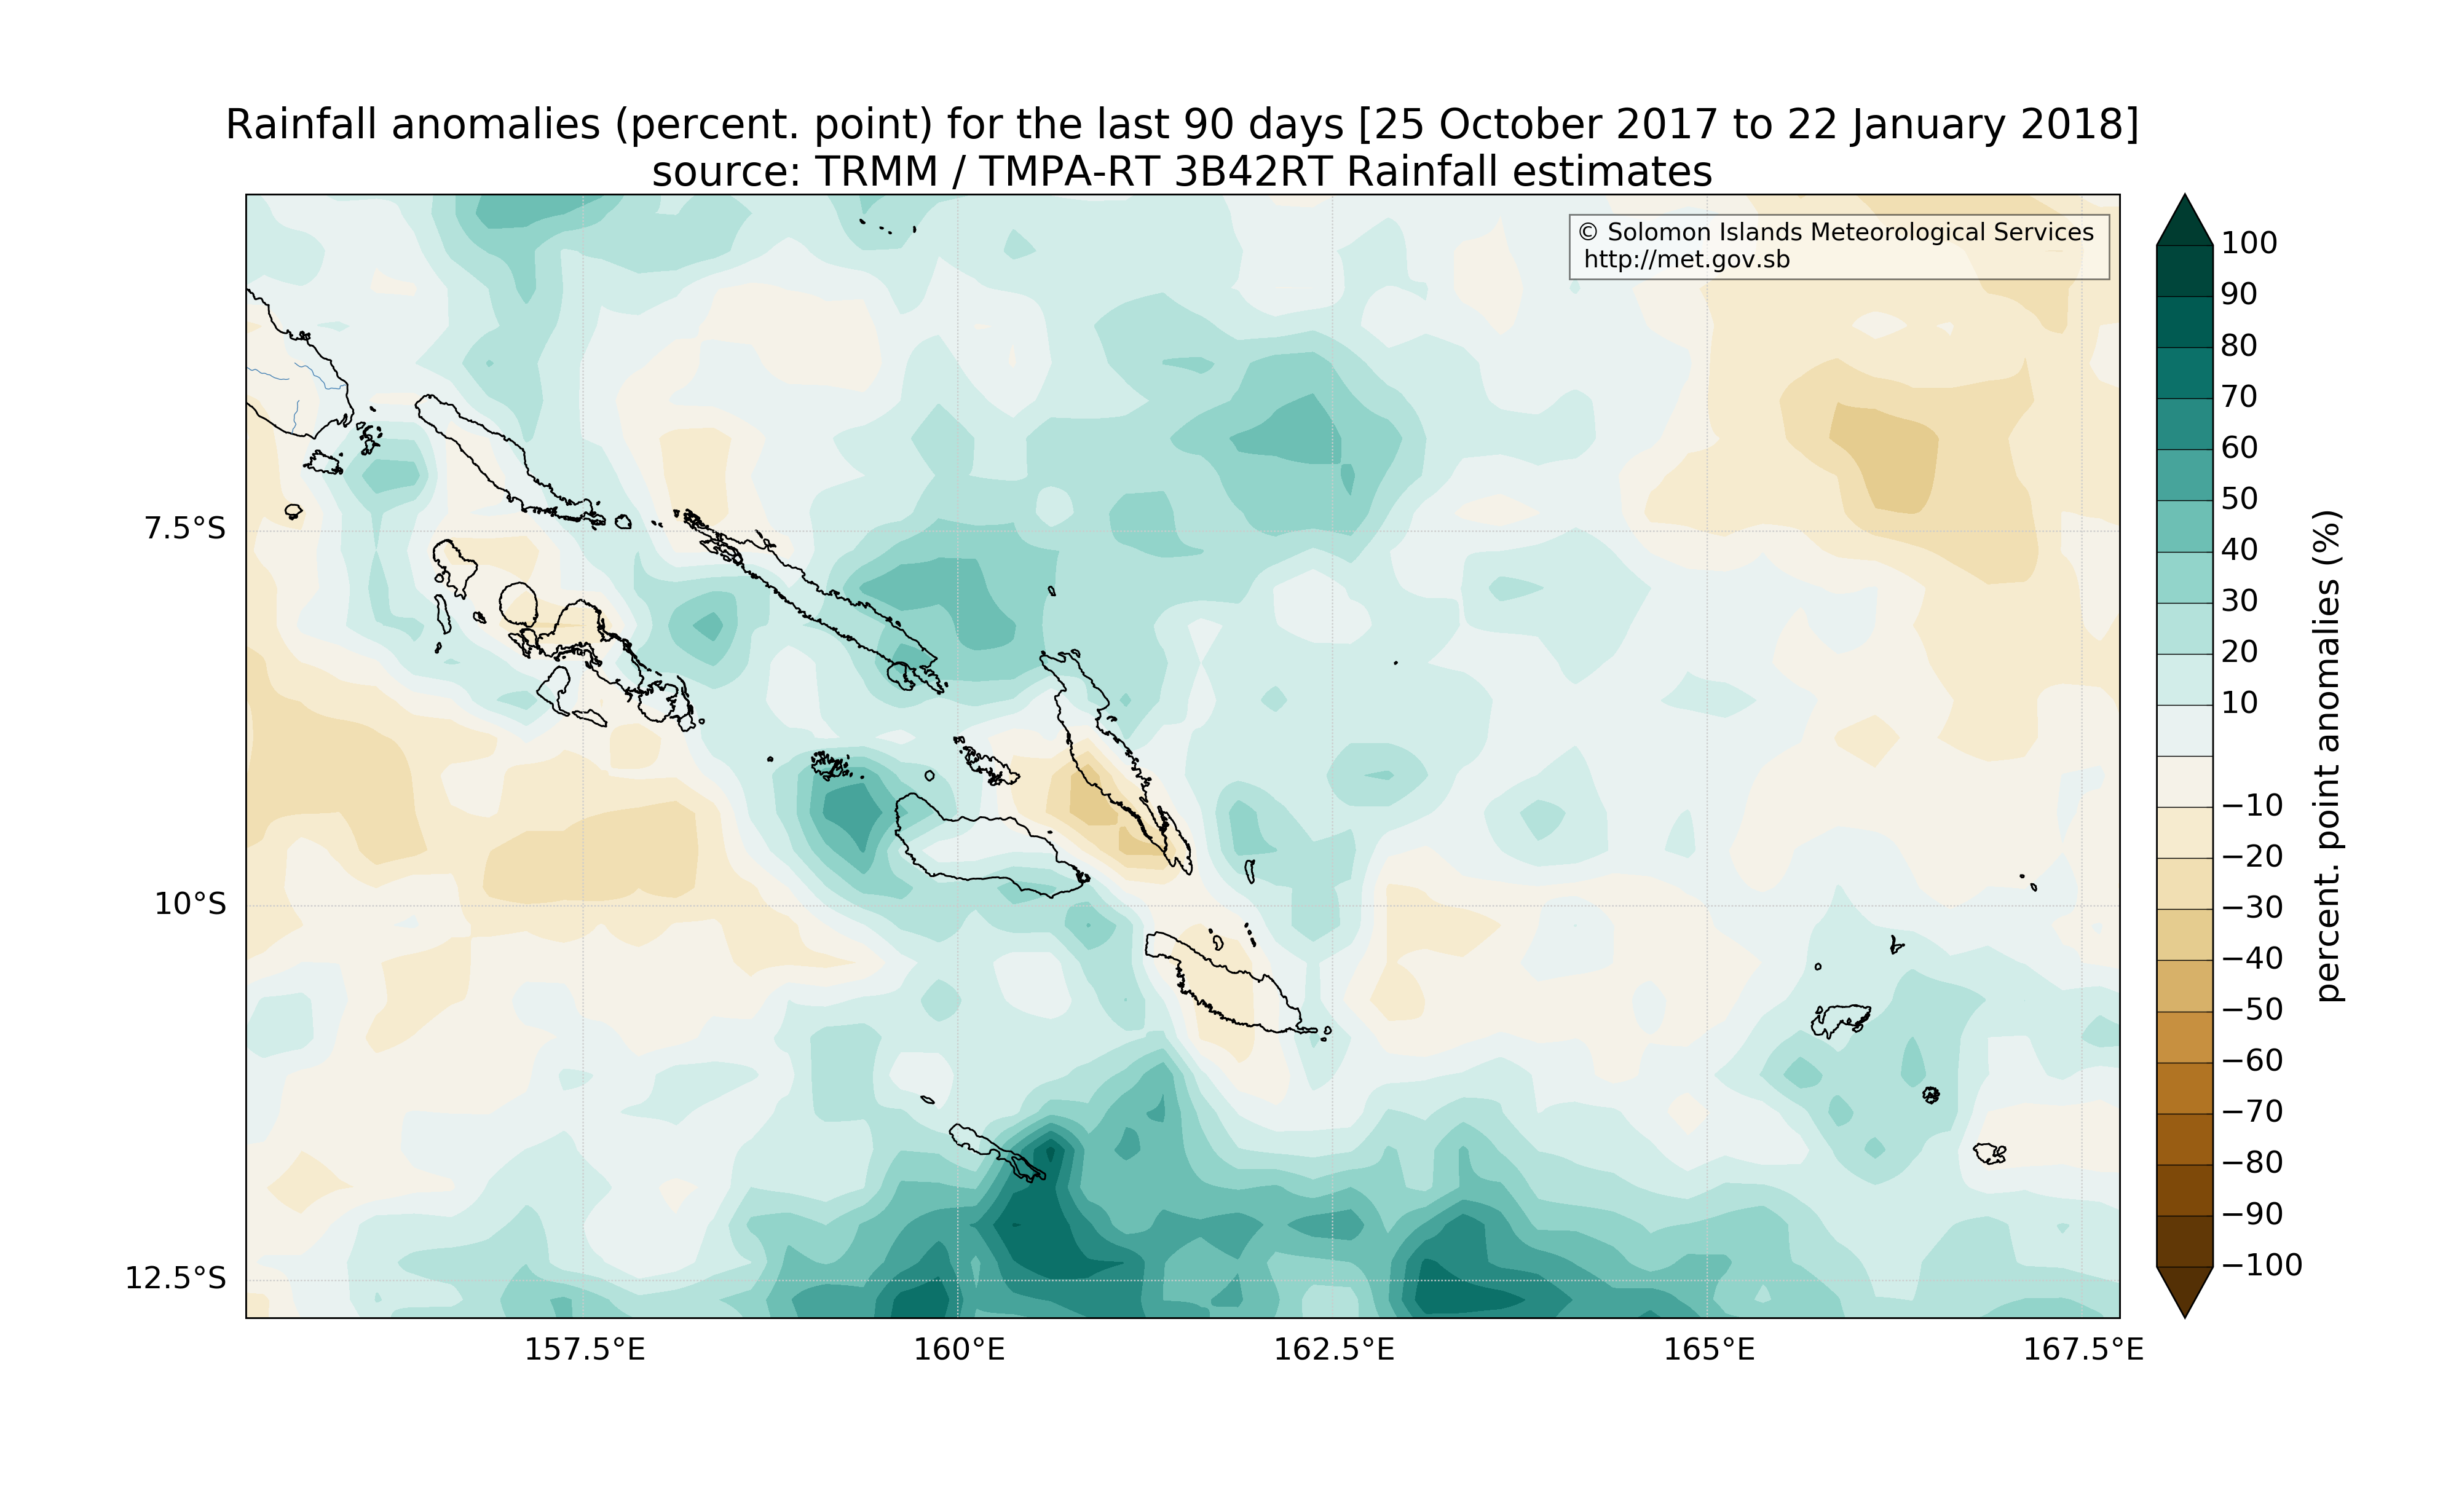 Rainfall anomalies (percent. point) for the last 90 days [25 October 2017 to 22 January 2018]
source: TRMM / TMPA-RT 3B42RT Rainfall estimates
© Solomon Islands Meteorological Services
http://met.gov.sb
7.5°S
10°S
12.5°S
157.5°E
160°E
162.5°E
165°E
167.5°E
100
90
80
70
60
50
40
30
20
10
−10
−20
−30
−40
−50
−60
−70
−80
−90
−100
percent. point anomalies (%)